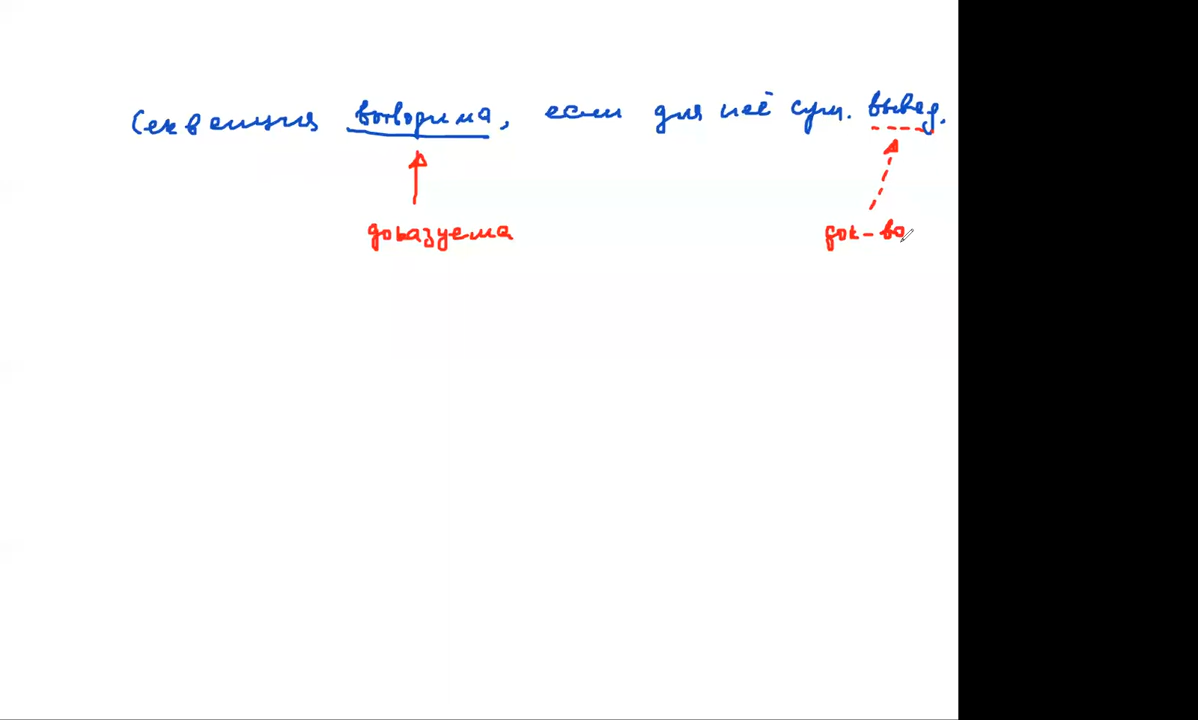 Секвенция выводима, если для неё сущ. вывод.
доказуема док-во